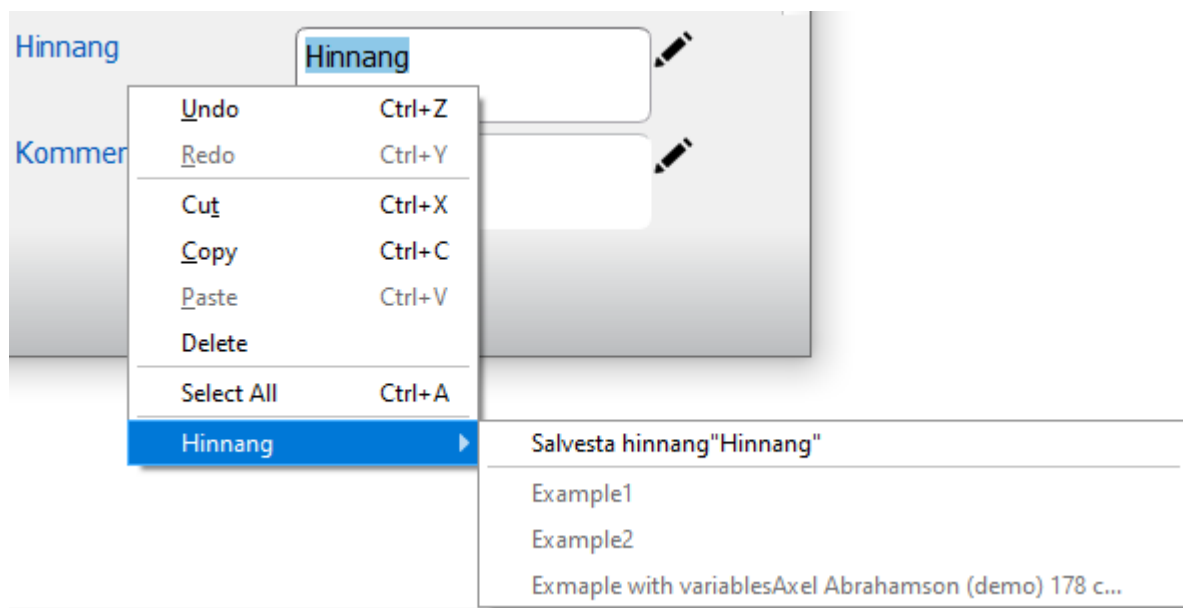 Hinnang Hinnang
Undo Ctrl+Z
Kommer Redo Ctrl+Y
Cut Ctrl+X
Copy Ctrl+C
Paste Ctrl+V
Delete
Select All Ctrl+A
Hinnang Salvesta hinnang"Hinnang"
Example1
Example2
Exmaple with variablesAxel Abrahamson (demo) 178 c...